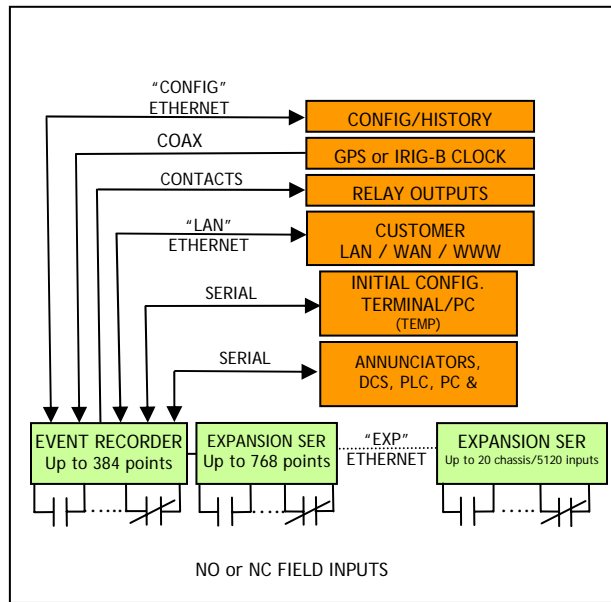 "CONFIG"
ETHERNET
CONFIG/HISTORY
COAX
GPS or IRIG-B CLOCK
CONTACTS
RELAY OUTPUTS
"LAN"
ETHERNET
CUSTOMER
LAN / WAN / WWW
SERIAL
INITIAL CONFIG.
TERMINAL/PC
(TEMP)
SERIAL
ANNUNCIATORS,
DCS, PLC, PC &
EVENT RECORDER
Up to 384 points
EXPANSION SER
Up to 768 points
"EXP"
ETHERNET
EXPANSION SER
Up to 20 chassis/5120 inputs
NO or NC FIELD INPUTS